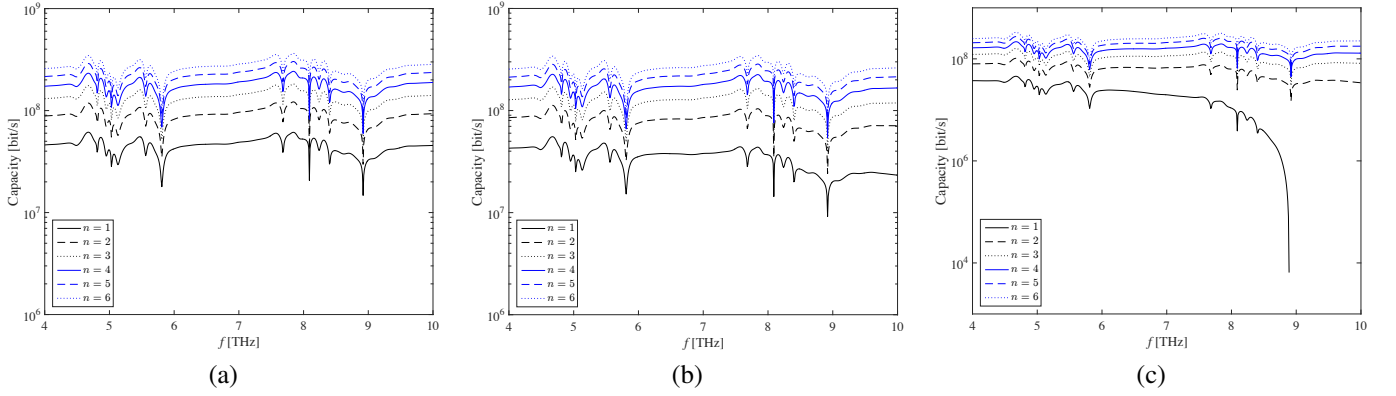 10^9
10^8
10^7
10^6
Capacity [bit/s]
n = 1
n = 2
n = 3
n = 4
n = 5
n = 6
4 5 6 7 8 9 10
f [THz]
(a)
10^9
10^8
10^7
10^6
Capacity [bit/s]
n = 1
n = 2
n = 3
n = 4
n = 5
n = 6
4 5 6 7 8 9 10
f [THz]
(b)
10^8
10^6
10^4
Capacity [bit/s]
n = 1
n = 2
n = 3
n = 4
n = 5
n = 6
4 5 6 7 8 9 10
f [THz]
(c)